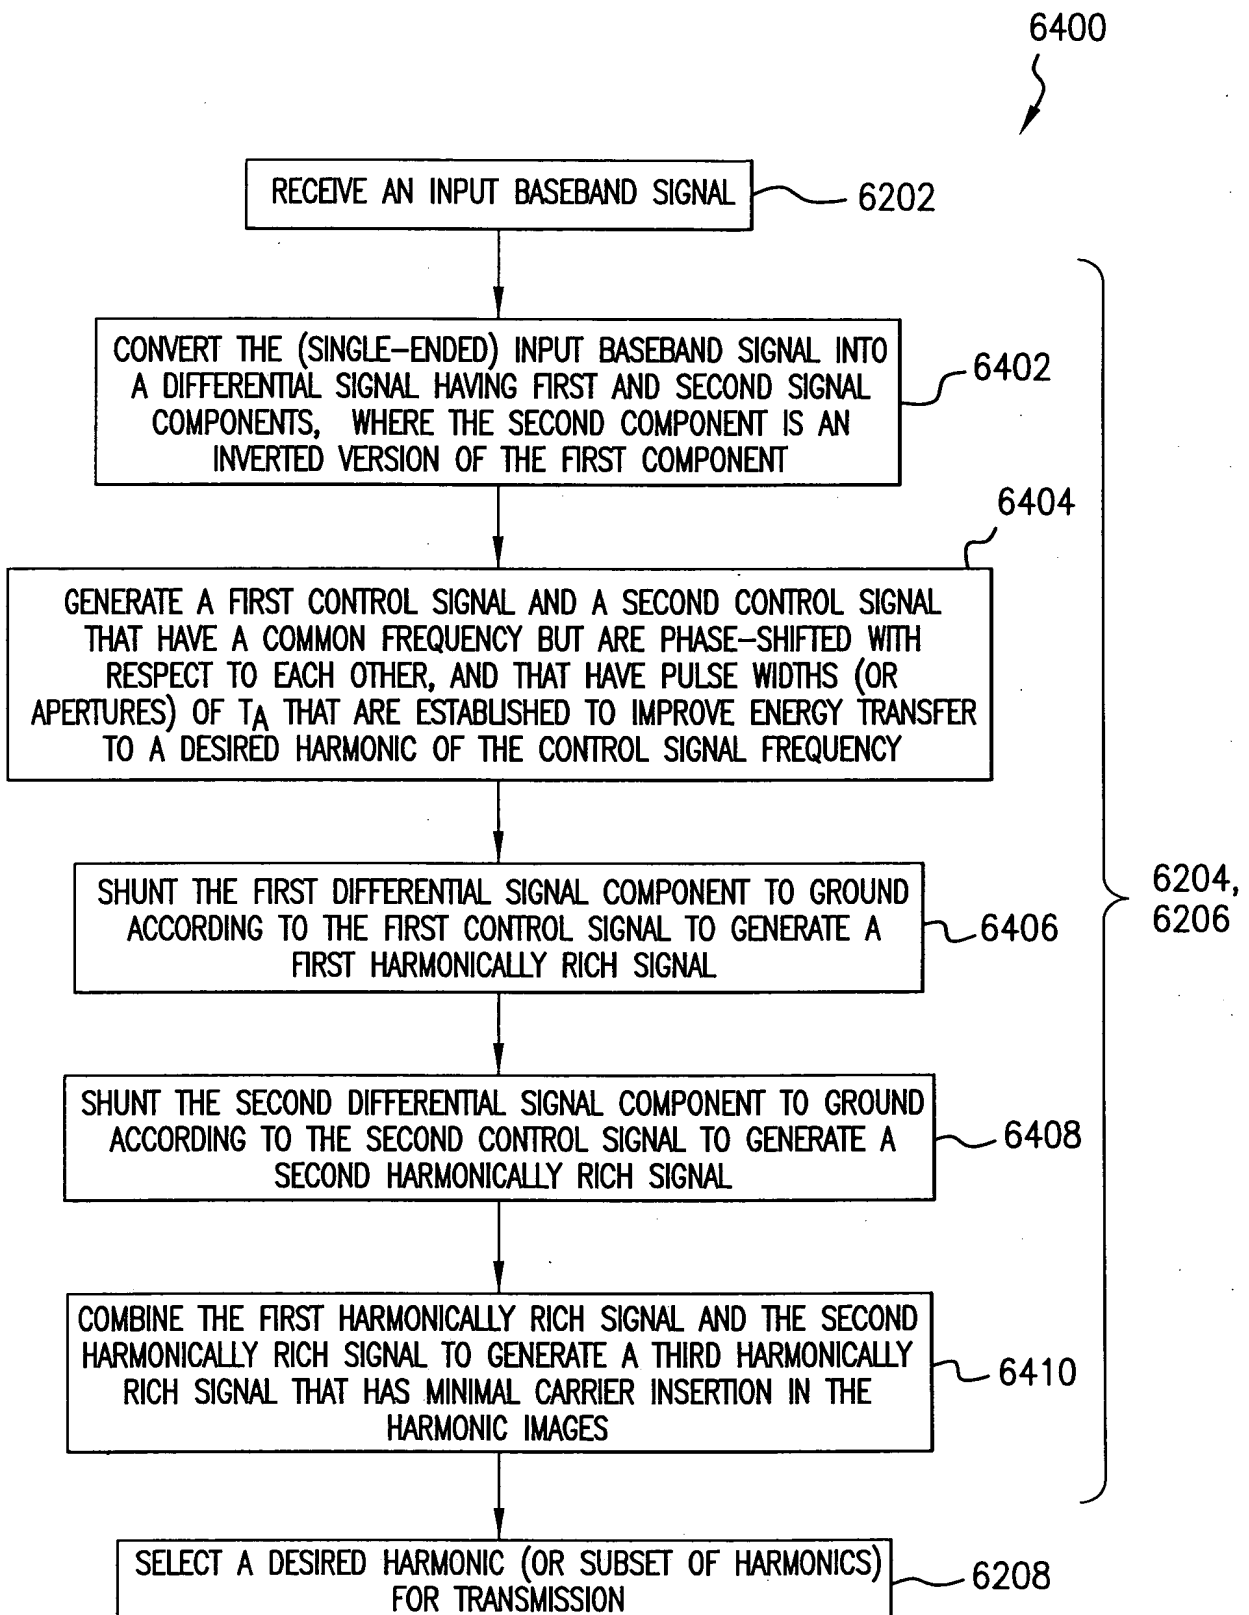 6400
RECEIVE AN INPUT BASEBAND SIGNAL
6202
CONVERT THE (SINGLE-ENDED) INPUT BASEBAND SIGNAL INTO
A DIFFERENTIAL SIGNAL HAVING FIRST AND SECOND SIGNAL
COMPONENTS, WHERE THE SECOND COMPONENT IS AN
INVERTED VERSION OF THE FIRST COMPONENT
6402
6404
GENERATE A FIRST CONTROL SIGNAL AND A SECOND CONTROL SIGNAL
THAT HAVE A COMMON FREQUENCY BUT ARE PHASE-SHIFTED WITH
RESPECT TO EACH OTHER, AND THAT HAVE PULSE WIDTHS (OR
APERTURES) OF TA THAT ARE ESTABLISHED TO IMPROVE ENERGY TRANSFER
TO A DESIRED HARMONIC OF THE CONTROL SIGNAL FREQUENCY
SHUNT THE FIRST DIFFERENTIAL SIGNAL COMPONENT TO GROUND
ACCORDING TO THE FIRST CONTROL SIGNAL TO GENERATE A
FIRST HARMONICALLY RICH SIGNAL
6406
6204,
6206
SHUNT THE SECOND DIFFERENTIAL SIGNAL COMPONENT TO GROUND
ACCORDING TO THE SECOND CONTROL SIGNAL TO GENERATE A
SECOND HARMONICALLY RICH SIGNAL
6408
COMBINE THE FIRST HARMONICALLY RICH SIGNAL AND THE SECOND
HARMONICALLY RICH SIGNAL TO GENERATE A THIRD HARMONICALLY
RICH SIGNAL THAT HAS MINIMAL CARRIER INSERTION IN THE
HARMONIC IMAGES
6410
SELECT A DESIRED HARMONIC (OR SUBSET OF HARMONICS)
FOR TRANSMISSION
6208